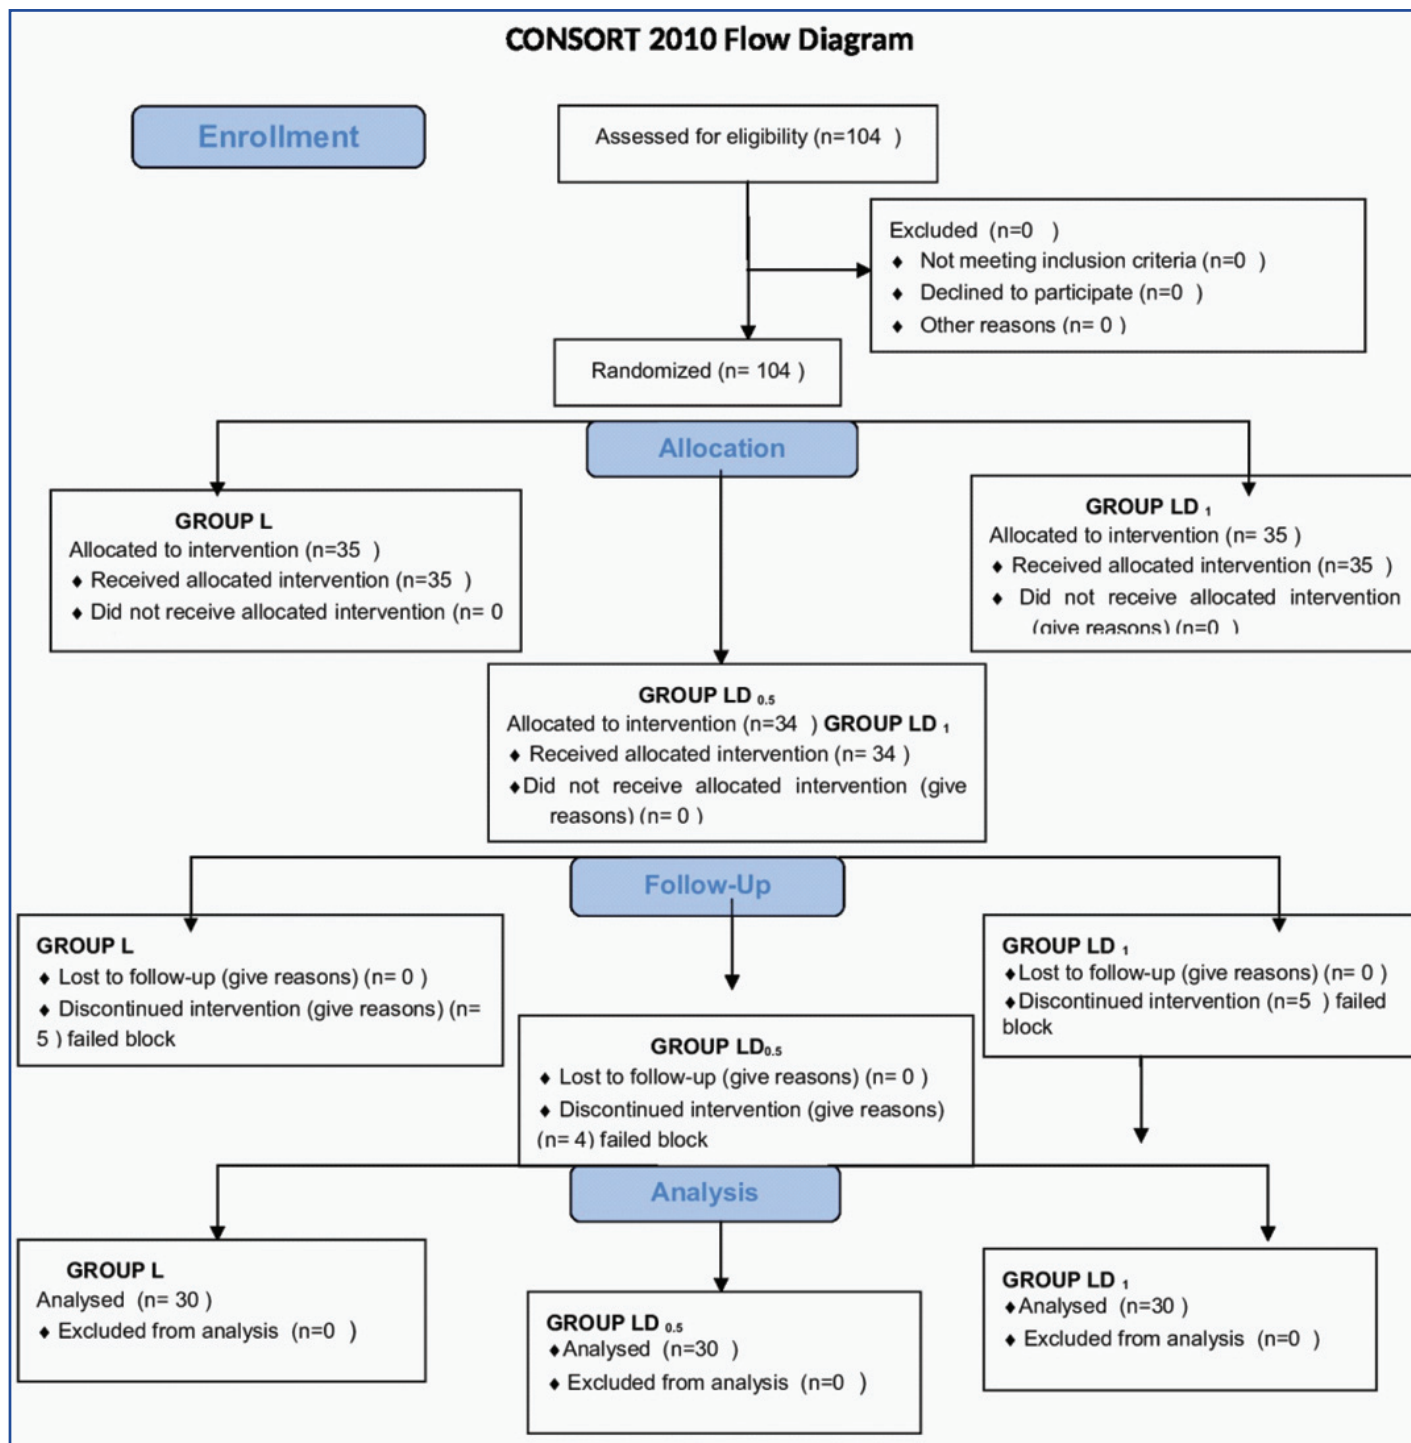 CONSORT 2010 Flow Diagram
Enrollment
Assessed for eligibility (n=104  )
Excluded  (n=0   )
♦ Not meeting inclusion criteria (n=0  )
♦ Declined to participate (n=0  )
♦ Other reasons (n= 0 )
Randomized (n= 104 )
Allocation
GROUP L
Allocated to intervention (n=35  )
♦ Received allocated intervention (n=35  )
♦ Did not receive allocated intervention (n= 0
GROUP LD 1
Allocated to intervention (n= 35 )
♦ Received allocated intervention (n=35  )
♦ Did not receive allocated intervention
(give reasons) (n=0  )
GROUP LD 0.5
Allocated to intervention (n=34  ) GROUP LD 1
♦ Received allocated intervention (n= 34 )
♦Did not receive allocated intervention (give
reasons) (n= 0 )
Follow-Up
GROUP L
♦ Lost to follow-up (give reasons) (n= 0 )
♦ Discontinued intervention (give reasons) (n=
5 ) failed block
GROUP LD 1
♦Lost to follow-up (give reasons) (n= 0 )
♦Discontinued intervention (n=5  ) failed
block
GROUP LD0.5
♦ Lost to follow-up (give reasons) (n= 0 )
♦ Discontinued intervention (give reasons)
(n= 4) failed block
Analysis
GROUP L
Analysed  (n= 30 )
♦ Excluded from analysis  (n=0  )
GROUP LD 0.5
♦Analysed  (n=30  )
♦ Excluded from analysis  (n=0  )
GROUP LD 1
♦Analysed  (n=30  )
♦ Excluded from analysis  (n=0  )